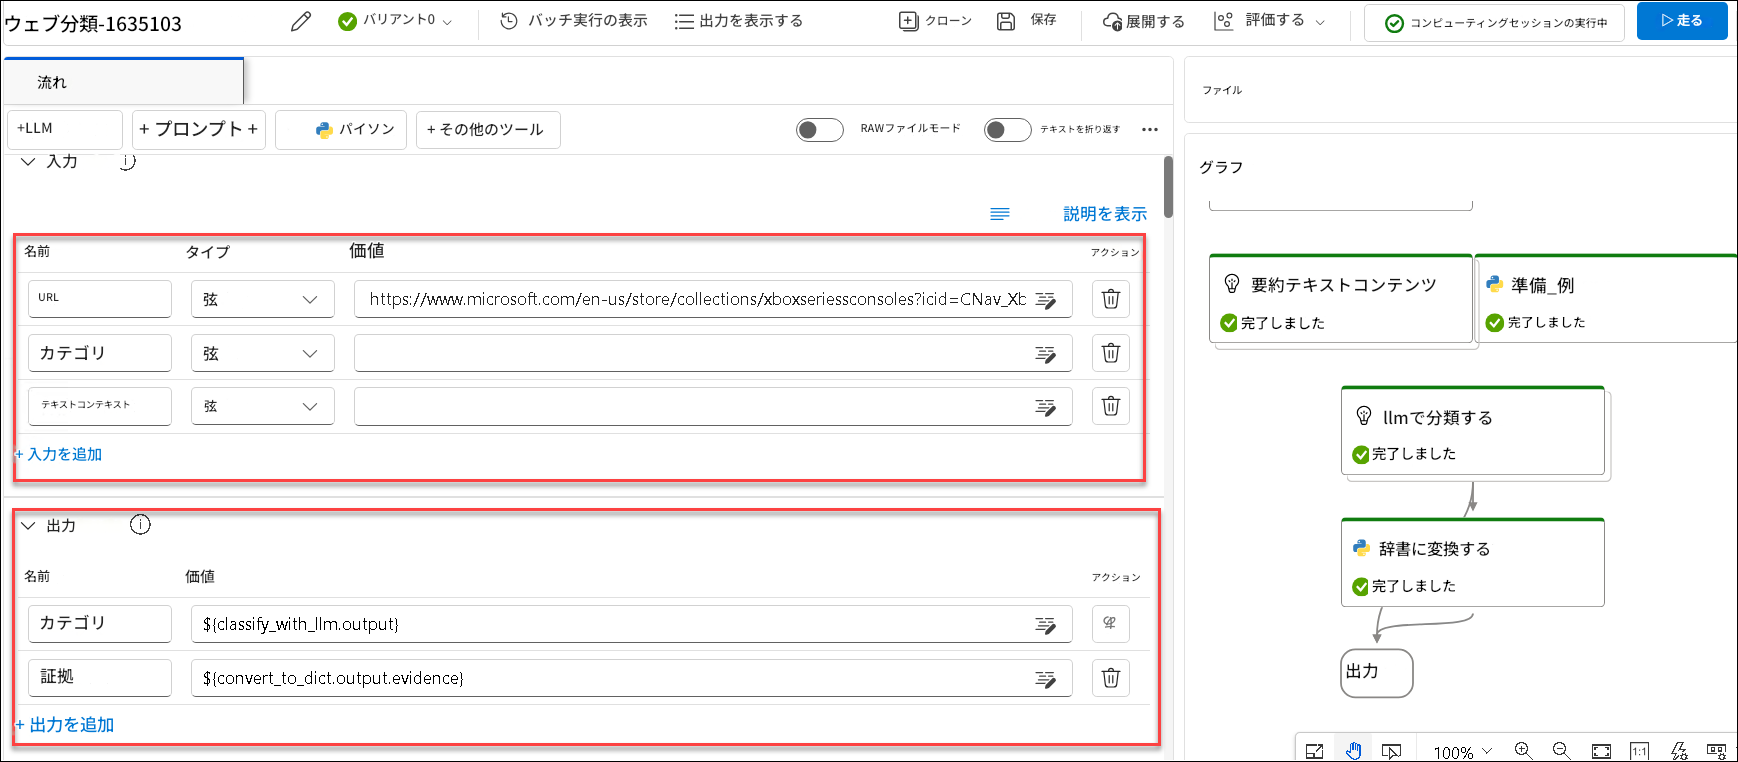 ウェブ分類-1635103
バリアント0
バッチ実行の表示
出力を表示する
クローン
保存
展開する
評価する
コンピューティングセッションの実行中
走る
流れ
+LLM
+ プロンプト +
パイソン
+ その他のツール
RAWファイルモード
テキストを折り返す
入力
説明を表示
名前 タイプ 価値 アクション
URL 弦 https://www.microsoft.com/en-us/store/collections/xboxseriessconsoles?icid=CNav_Xb
カテゴリ 弦
テキストコンテキスト 弦
+ 入力を追加
出力
名前 価値 アクション
カテゴリ ${classify_with_llm.output}
証拠 ${convert_to_dict.output.evidence}
+ 出力を追加
ファイル
グラフ
要約テキストコンテンツ
完了しました
準備_例
完了しました
llmで分類する
完了しました
辞書に変換する
完了しました
出力
100%
1:1